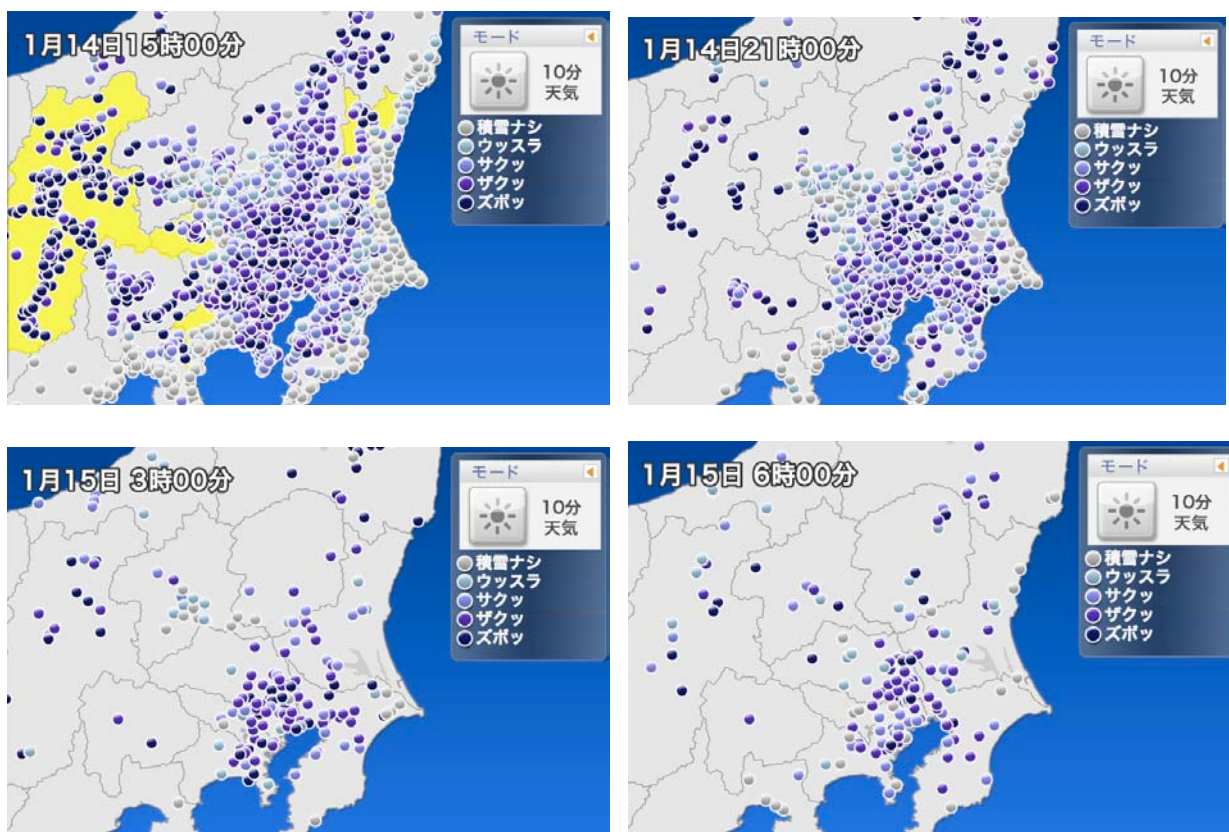 1月14日15時00分
モード
10分
天気
積雪ナシ
ウッスラ
サクッ
ザクッ
ズボッ
1月14日21時00分
モード
10分
天気
積雪ナシ
ウッスラ
サクッ
ザクッ
ズボッ
1月15日 3時00分
モード
10分
天気
積雪ナシ
ウッスラ
サクッ
ザクッ
ズボッ
1月15日 6時00分
モード
10分
天気
積雪ナシ
ウッスラ
サクッ
ザクッ
ズボッ